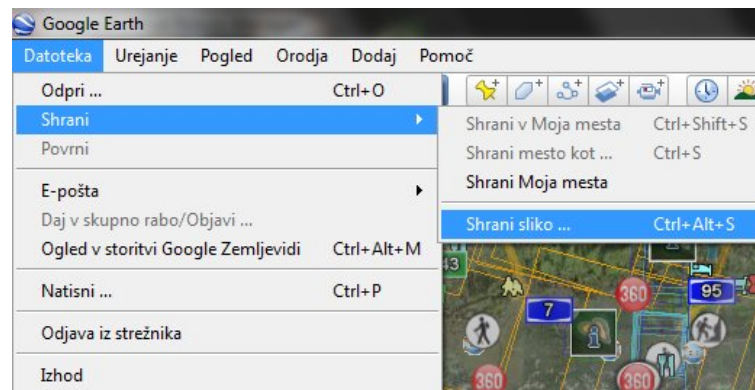 Google Earth
Datoteka Urejanje Pogled Orodja Dodaj Pomoč
Odpri ... Ctrl+O
Shrani
Povrni
E-pošta
Daj v skupno rabo/Objavi ...
Ogled v storitvi Google Zemljevidi Ctrl+Alt+M
Natisni ... Ctrl+P
Odjava iz strežnika
Izhod
Shrani v Moja mesta Ctrl+Shift+S
Shrani mesto kot ... Ctrl+S
Shrani Moja mesta
Shrani sliko ... Ctrl+Alt+S
43
360 95
7
i
360 360